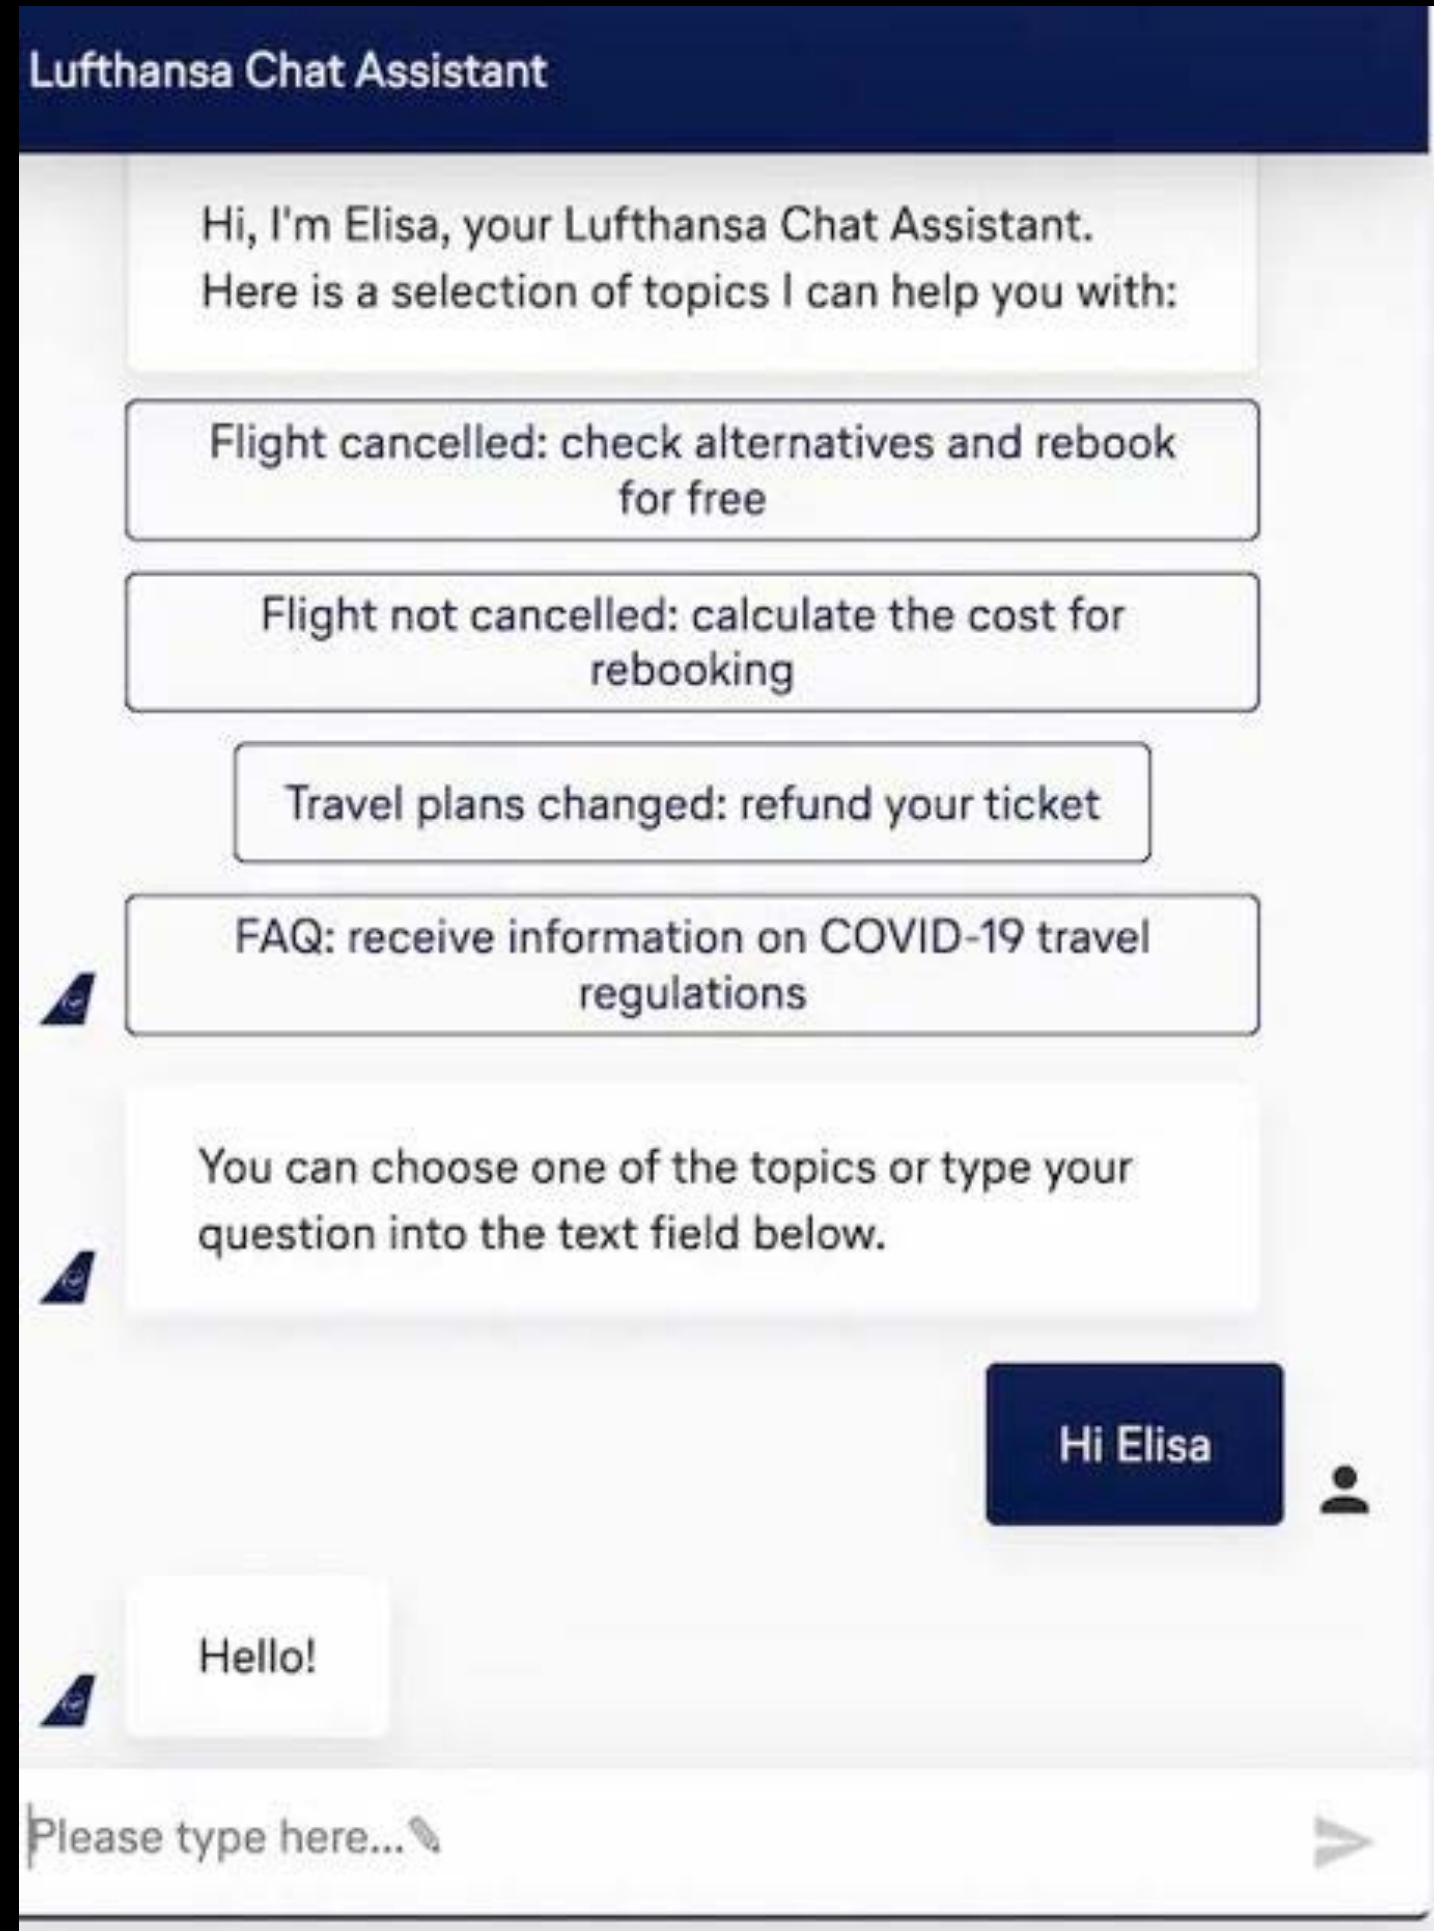 Lufthansa Chat Assistant
Hi, I'm Elisa, your Lufthansa Chat Assistant.
Here is a selection of topics I can help you with:
Flight cancelled: check alternatives and rebook
for free
Flight not cancelled: calculate the cost for
rebooking
Travel plans changed: refund your ticket
FAQ: receive information on COVID-19 travel
regulations
You can choose one of the topics or type your
question into the text field below.
Hi Elisa
Hello!
Please type here...✎